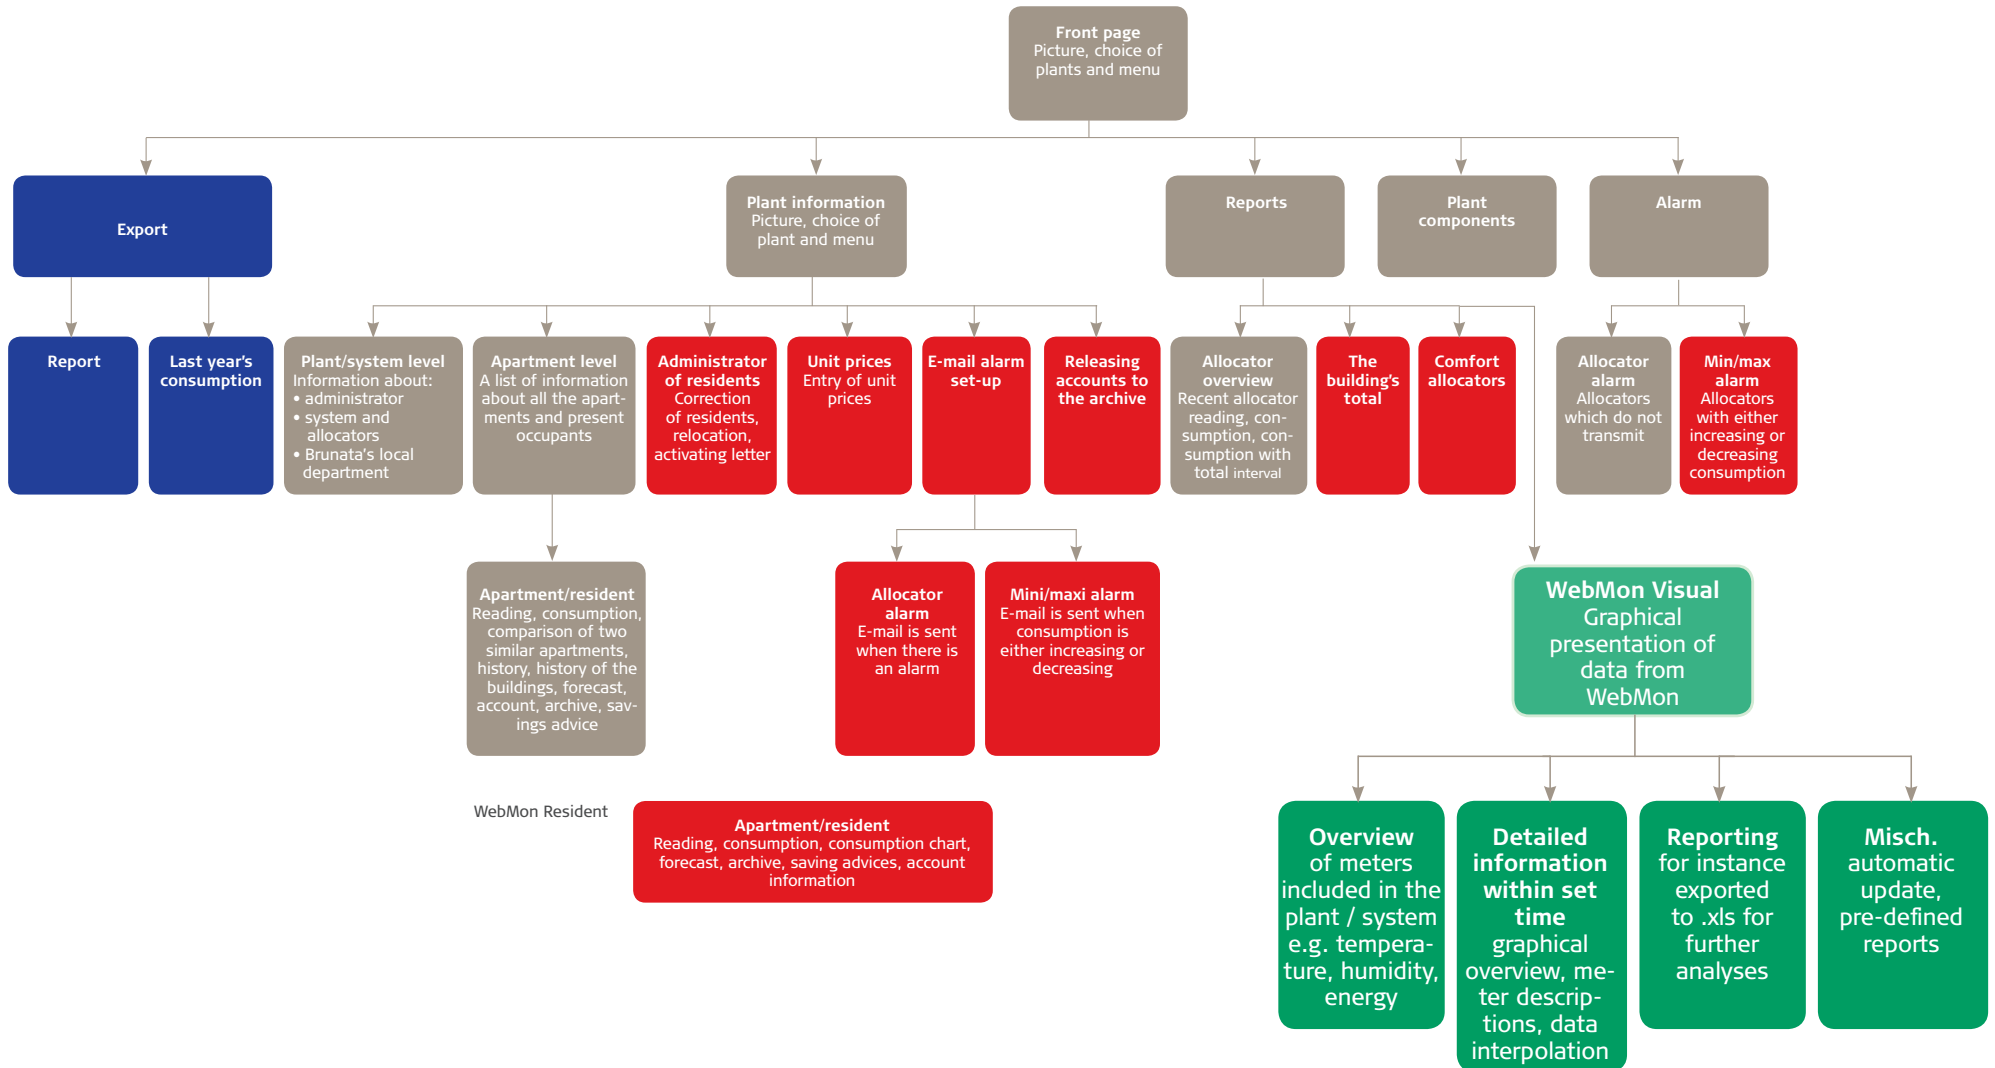 Front page
Picture, choice of
plants and menu
Export
Plant information
Picture, choice of
plant and menu
Reports
Plant
components
Alarm
Report
Last year's
consumption
Plant/system level
Information about:
• administrator
• system and
allocators
• Brunata's local
department
Apartment level
A list of information
about all the apart-
ments and present
occupants
Administrator
of residents
Correction
of residents,
relocation,
activating letter
Unit prices
Entry of unit
prices
E-mail alarm
set-up
Releasing
accounts to
the archive
Allocator
overview
Recent allocator
reading, con-
sumption, con-
sumption with
total interval
The
building's
total
Comfort
allocators
Allocator
alarm
Allocators
which do not
transmit
Min/max
alarm
Allocators
with either
increasing or
decreasing
consumption
Apartment/resident
Reading, consumption,
comparison of two
similar apartments,
history, history of the
buildings, forecast,
account, archive, sav-
ings advice
Allocator
alarm
E-mail is sent
when there is
an alarm
Mini/maxi alarm
E-mail is sent when
consumption is
either increasing or
decreasing
WebMon Visual
Graphical
presentation of
data from
WebMon
WebMon Resident
Apartment/resident
Reading, consumption, consumption chart,
forecast, archive, saving advices, account
information
Overview
of meters
included in the
plant / system
e.g. tempera-
ture, humidity,
energy
Detailed
information
within set
time
graphical
overview, me-
ter descrip-
tions, data
interpolation
Reporting
for instance
exported
to .xls for
further
analyses
Misch.
automatic
update,
pre-defined
reports